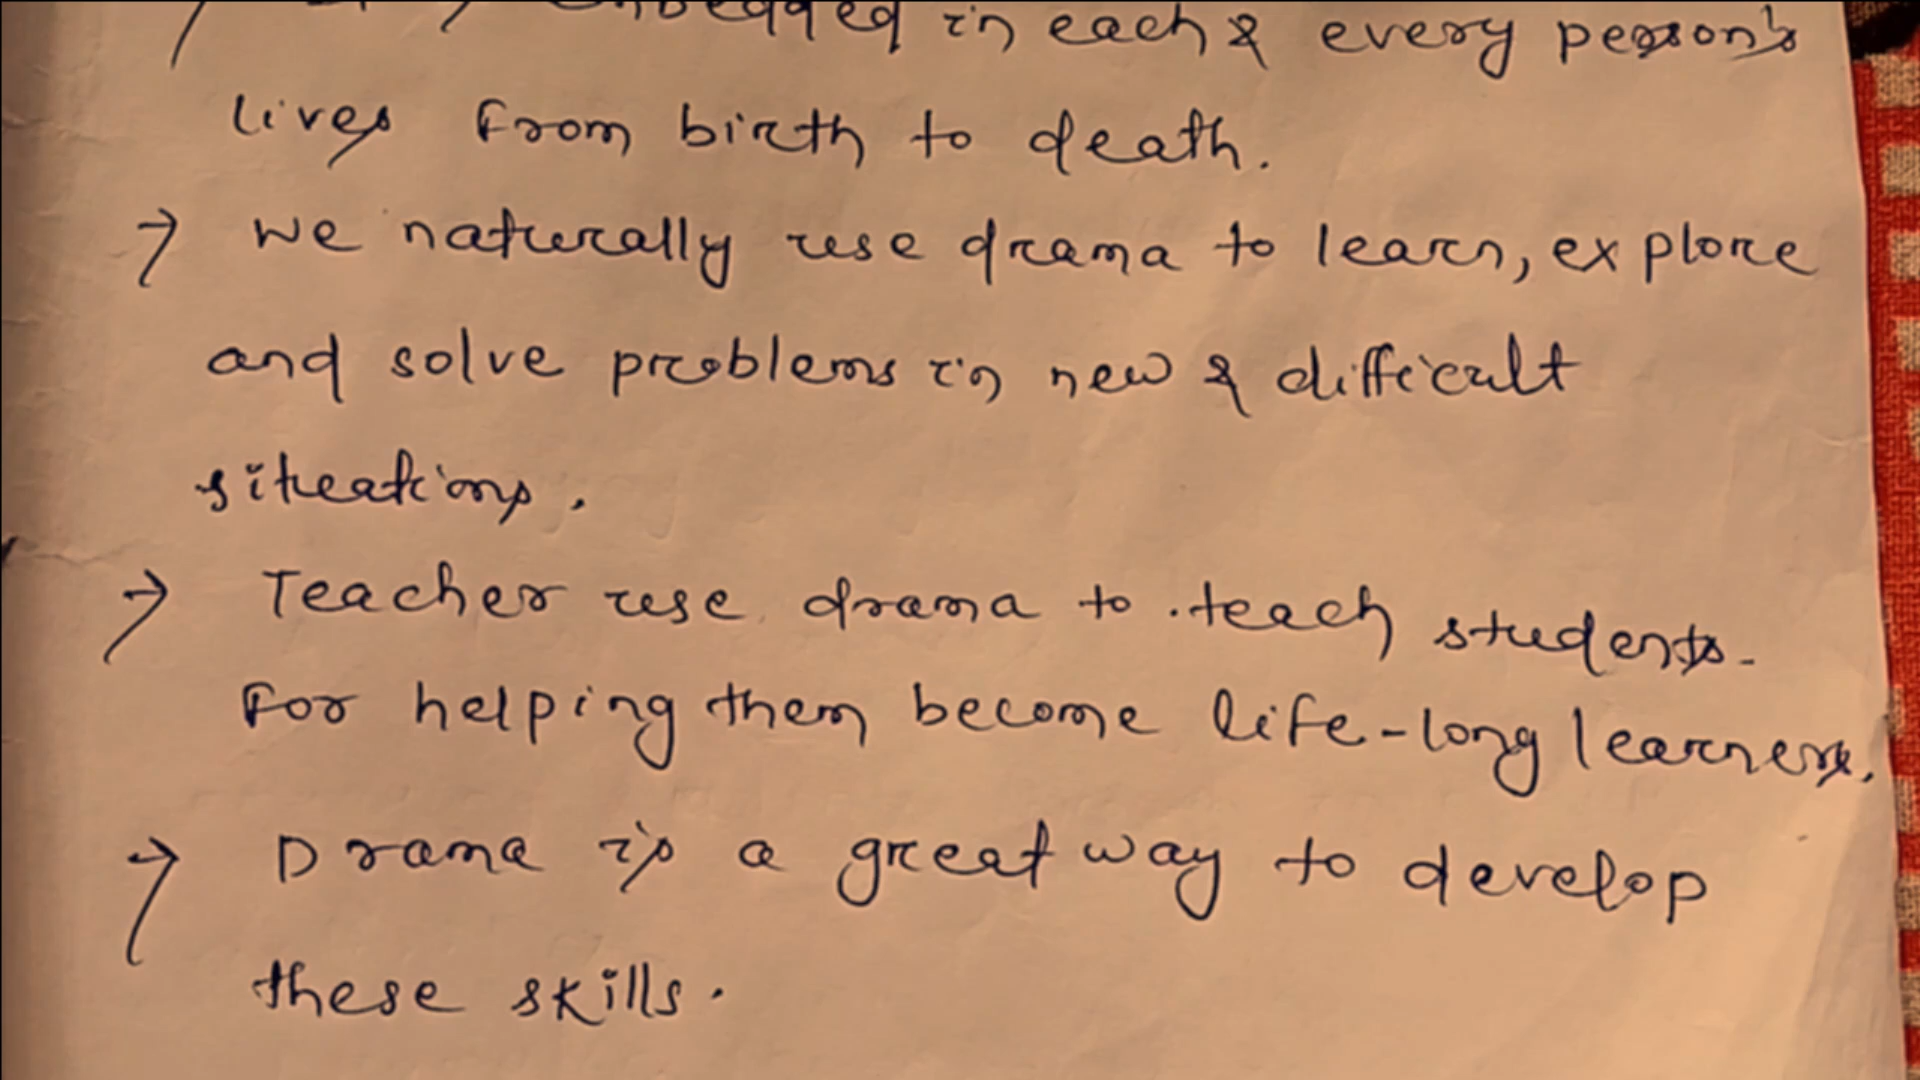 embedded in each & every person's
lives from birth to death.
→ we naturally use drama to learn, explore
and solve problems in new & difficult
situations.
→ Teacher use drama to teach students
for helping them become life-long learners.
→ Drama is a great way to develop
these skills.